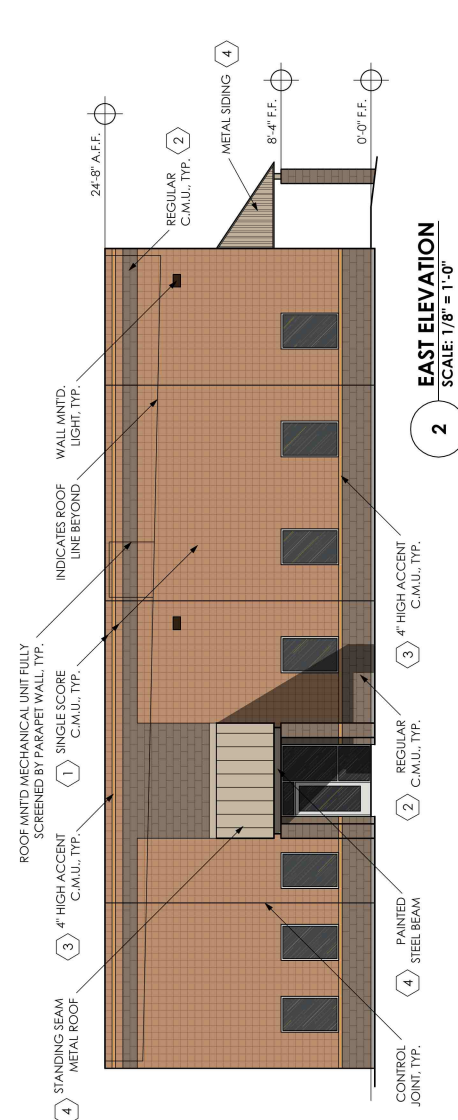 ROOF MNT'D MECHANICAL UNIT FULLY
SCREENED BY PARAPET WALL, TYP.
4
STANDING SEAM
METAL ROOF
3
4" HIGH ACCENT
C.M.U., TYP.
1
SINGLE SCORE
C.M.U., TYP.
INDICATES ROOF
LINE BEYOND
WALL MNT'D.
LIGHT, TYP.
24'-8" A.F.F.
REGULAR
C.M.U., TYP.
2
METAL SIDING
4
8'-4" F.F.
0'-0" F.F.
CONTROL
JOINT, TYP.
4
PAINTED
STEEL BEAM
2
REGULAR
C.M.U., TYP.
3
4" HIGH ACCENT
C.M.U., TYP.
2
EAST ELEVATION
SCALE: 1/8" = 1'-0"